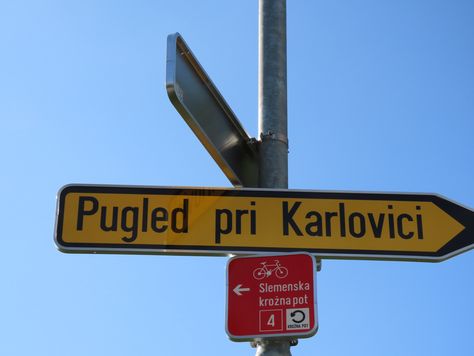 Pugled pri Karlovici
Slemenska
krožna pot
4
KROŽNA POT